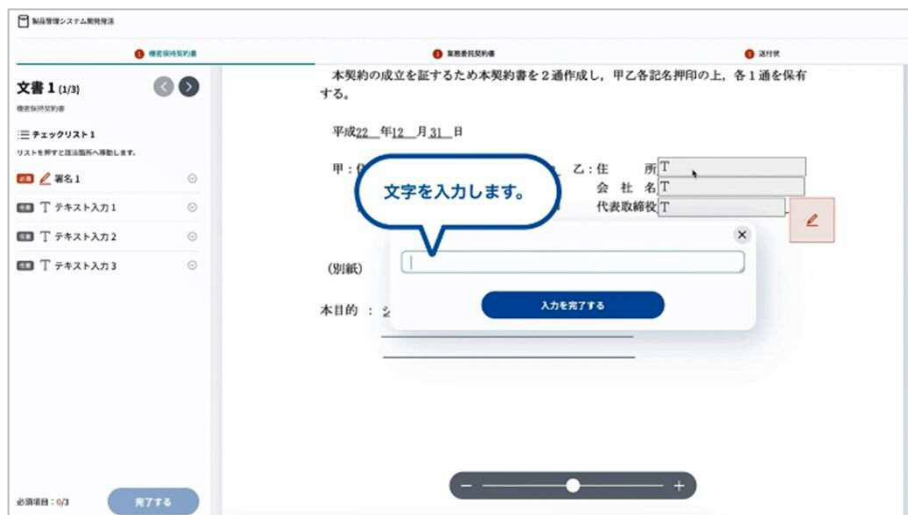 製品管理システム開発発注
機密保持契約書
業務委託契約書
送付状
文書 1 (1/3)
機密保持契約書
チェックリスト 1
リストを押すと該当箇所へ移動します。
必須 署名 1
任意 T テキスト入力 1
任意 T テキスト入力 2
任意 T テキスト入力 3
必須項目：0/3
完了する
本契約の成立を証するため本契約書を２通作成し，甲乙各記名押印の上，各１通を保有
する。
平成22 年12 月 31 日
甲：
乙：住 所 T
会 社 名 T
代表取締役 T
文字を入力します。
入力を完了する
(別紙)
本目的 ：